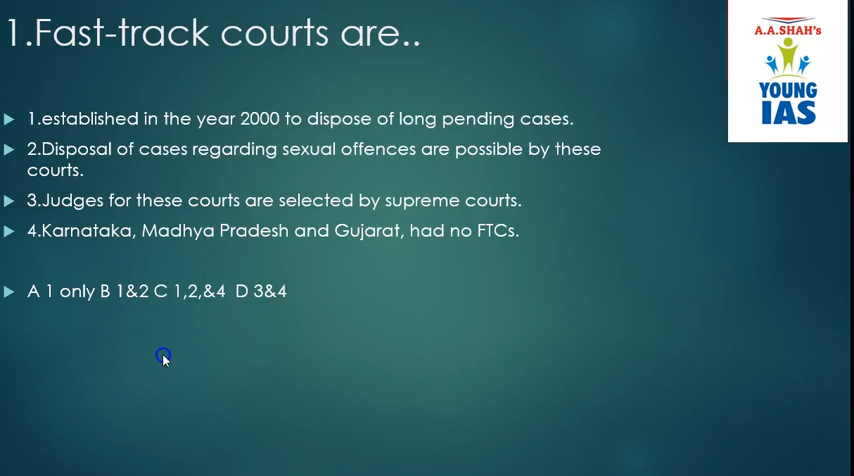 1.Fast-track courts are..
A.A.SHAH's
YOUNG
IAS
1.established in the year 2000 to dispose of long pending cases.
2.Disposal of cases regarding sexual offences are possible by these
courts.
3.Judges for these courts are selected by supreme courts.
4.Karnataka, Madhya Pradesh and Gujarat, had no FTCs.
A 1 only B 1&2 C 1,2,&4 D 3&4